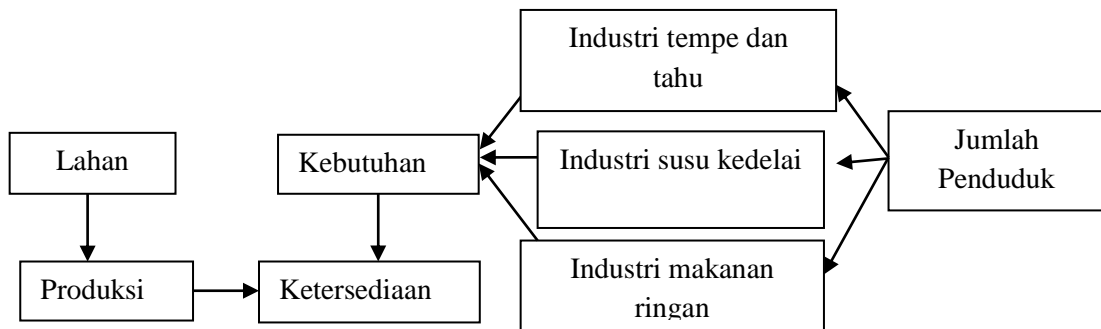 Industri tempe dan
tahu
Lahan
Kebutuhan
Industri susu kedelai
Jumlah
Penduduk
Produksi
Ketersediaan
Industri makanan
ringan